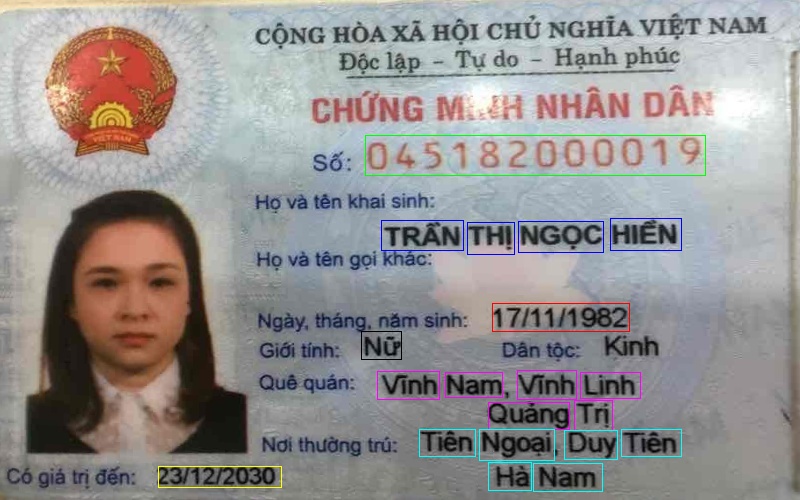 CỘNG HÒA XÃ HỘI CHỦ NGHĨA VIỆT NAM
Độc lập - Tự do - Hạnh phúc
CHỨNG MINH NHÂN DÂN
VIỆT NAM
Số: 045182000019
Họ và tên khai sinh:
TRẦN THỊ NGỌC HIỀN
Họ và tên gọi khác:
Ngày, tháng, năm sinh: 17/11/1982
Giới tính: Nữ Dân tộc: Kinh
Quê quán: Vĩnh Nam, Vĩnh Linh
Quảng Trị
Nơi thường trú: Tiên Ngoại, Duy Tiên
Hà Nam
Có giá trị đến: 23/12/2030